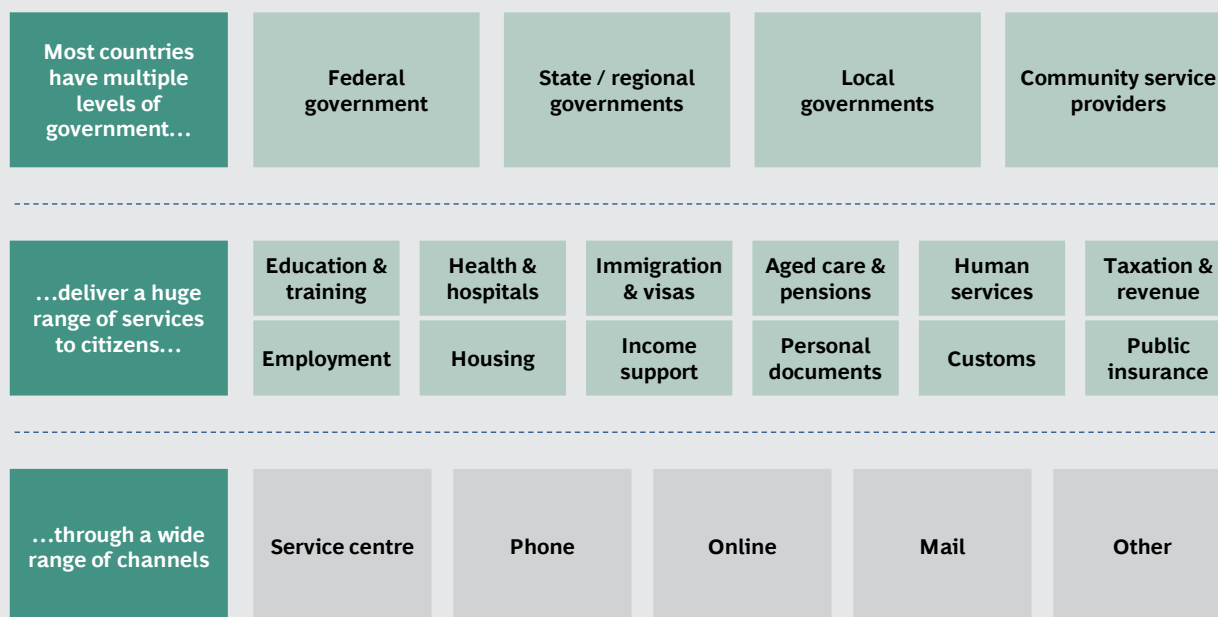 Most countries
have multiple
levels of
government...
Federal
government
State / regional
governments
Local
governments
Community service
providers
...deliver a huge
range of services
to citizens...
Education &
training
Health &
hospitals
Immigration
& visas
Aged care &
pensions
Human
services
Taxation &
revenue
Employment
Housing
Income
support
Personal
documents
Customs
Public
insurance
...through a wide
range of channels
Service centre
Phone
Online
Mail
Other